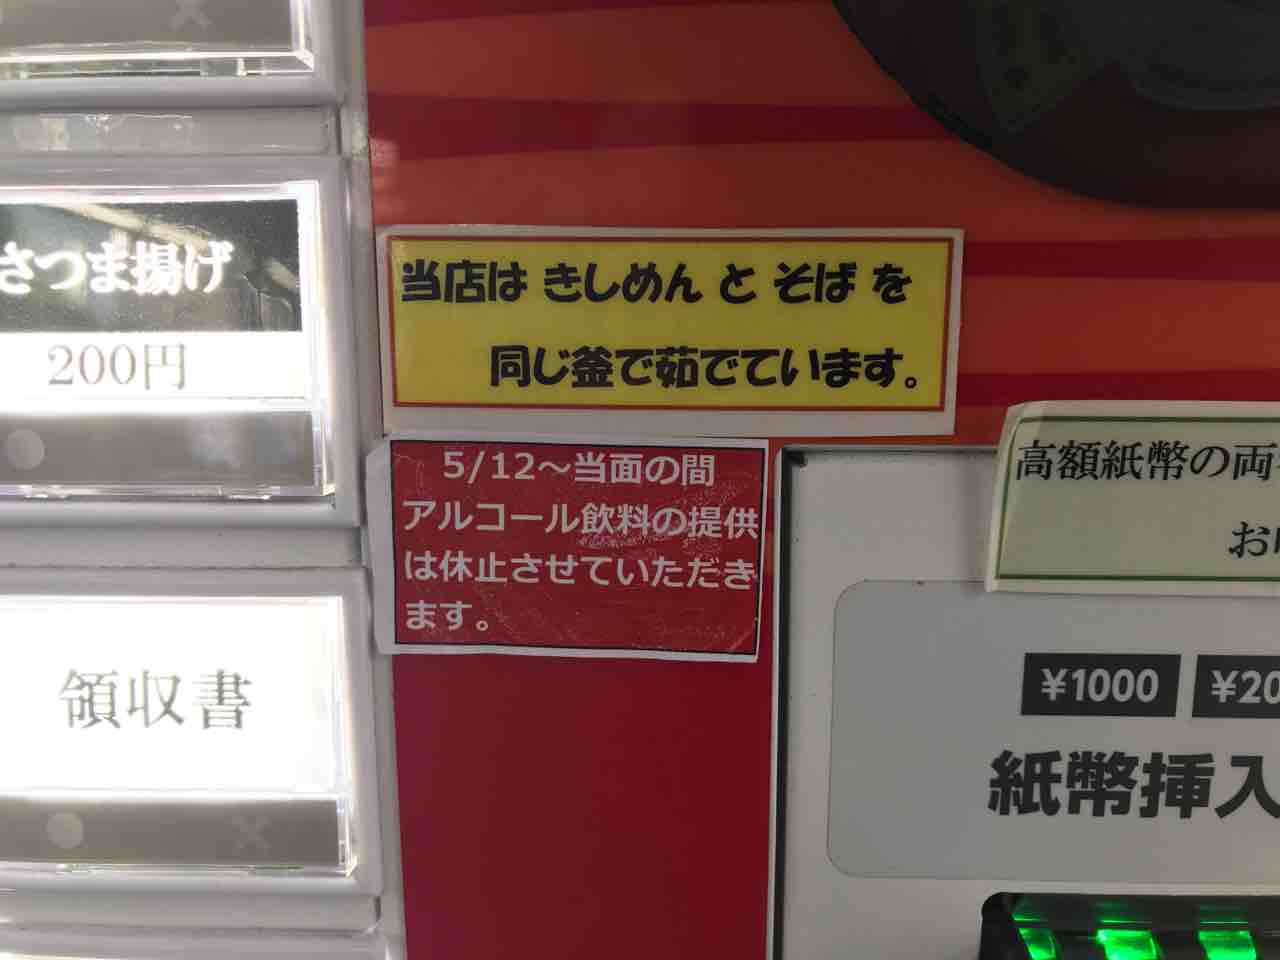 さつま揚げ
200円
領収書
当店は きしめん と そば を
同じ釜で茹でています。
5/12～当面の間
アルコール飲料の提供
は休止させていただき
ます。
高額紙幣の両
お
¥1000
¥20
紙幣挿入